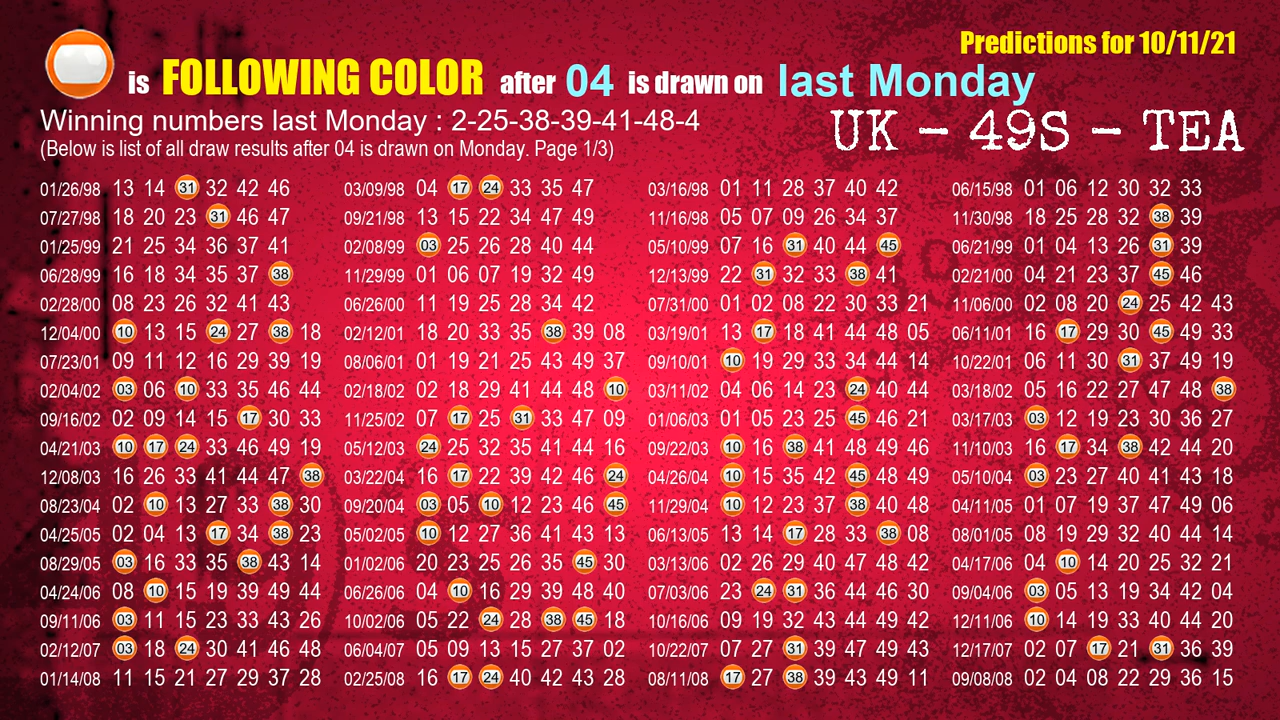 Predictions for 10/11/21
is FOLLOWING COLOR after 04 is drawn on last Monday
Winning numbers last Monday : 2-25-38-39-41-48-4
UK - 49S - TEA
(Below is list of all draw results after 04 is drawn on Monday. Page 1/3)
01/26/98 13 14 31 32 42 46 03/09/98 04 17 24 33 35 47 03/16/98 01 11 28 37 40 42 06/15/98 01 06 12 30 32 33
07/27/98 18 20 23 31 46 47 09/21/98 13 15 22 34 47 49 11/16/98 05 07 09 26 34 37 11/30/98 18 25 28 32 38 39
01/25/99 21 25 34 36 37 41 02/08/99 03 25 26 28 40 44 05/10/99 07 16 31 40 44 45 06/21/99 01 04 13 26 31 39
06/28/99 16 18 34 35 37 38 11/29/99 01 06 07 19 32 49 12/13/99 22 31 32 33 38 41 02/21/00 04 21 23 37 45 46
02/28/00 08 23 26 32 41 43 06/26/00 11 19 25 28 34 42 07/31/00 01 02 08 22 30 33 21 11/06/00 02 08 20 24 25 42 43
12/04/00 10 13 15 24 27 38 18 02/12/01 18 20 33 35 38 39 08 03/19/01 13 17 18 41 44 48 05 06/11/01 16 17 29 30 45 49 33
07/23/01 09 11 12 16 29 39 19 08/06/01 01 19 21 25 43 49 37 09/10/01 10 19 29 33 34 44 14 10/22/01 06 11 30 31 37 49 19
02/04/02 03 06 10 33 35 46 44 02/18/02 02 18 29 41 44 48 10 03/11/02 04 06 14 23 24 40 44 03/18/02 05 16 22 27 47 48 38
09/16/02 02 09 14 15 17 30 33 11/25/02 07 17 25 31 33 47 09 01/06/03 01 05 23 25 45 46 21 03/17/03 03 12 19 23 30 36 27
04/21/03 10 17 24 33 46 49 19 05/12/03 24 25 32 35 41 44 16 09/22/03 10 16 38 41 48 49 46 11/10/03 16 17 34 38 42 44 20
12/08/03 16 26 33 41 44 47 38 03/22/04 16 17 22 39 42 46 24 04/26/04 10 15 35 42 45 48 49 05/10/04 03 23 27 40 41 43 18
08/23/04 02 10 13 27 33 38 30 09/20/04 03 05 10 12 23 46 45 11/29/04 10 12 23 37 38 40 48 04/11/05 01 07 19 37 47 49 06
04/25/05 02 04 13 17 34 38 23 05/02/05 10 12 27 36 41 43 13 06/13/05 13 14 17 28 33 38 08 08/01/05 08 19 29 32 40 44 14
08/29/05 03 16 33 35 38 43 14 01/02/06 20 23 25 26 35 45 30 03/13/06 02 26 29 40 47 48 42 04/17/06 04 10 14 20 25 32 21
04/24/06 08 10 15 19 39 49 44 06/26/06 04 10 16 29 39 48 40 07/03/06 23 24 31 36 44 46 30 09/04/06 03 05 13 19 34 42 04
09/11/06 03 11 15 23 33 43 26 10/02/06 05 22 24 28 38 45 18 10/16/06 09 19 32 43 44 49 42 12/11/06 10 14 19 33 40 44 20
02/12/07 03 18 24 30 41 46 48 06/04/07 05 09 13 15 27 37 02 10/22/07 07 27 31 39 47 49 43 12/17/07 02 07 17 21 31 36 39
01/14/08 11 15 21 27 29 37 28 02/25/08 16 17 24 40 42 43 28 08/11/08 17 27 38 39 43 49 11 09/08/08 02 04 08 22 29 36 15